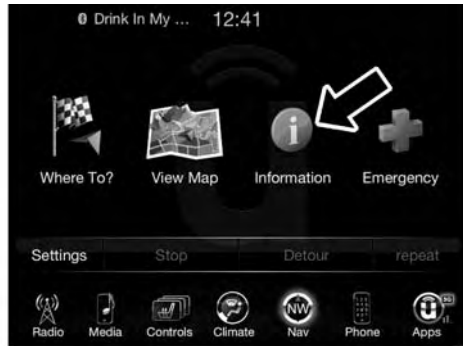 Drink In My ... 12:41
Where To? View Map Information Emergency
Settings Stop Detour repeat
NW
Radio Media Controls Climate Nav Phone Apps